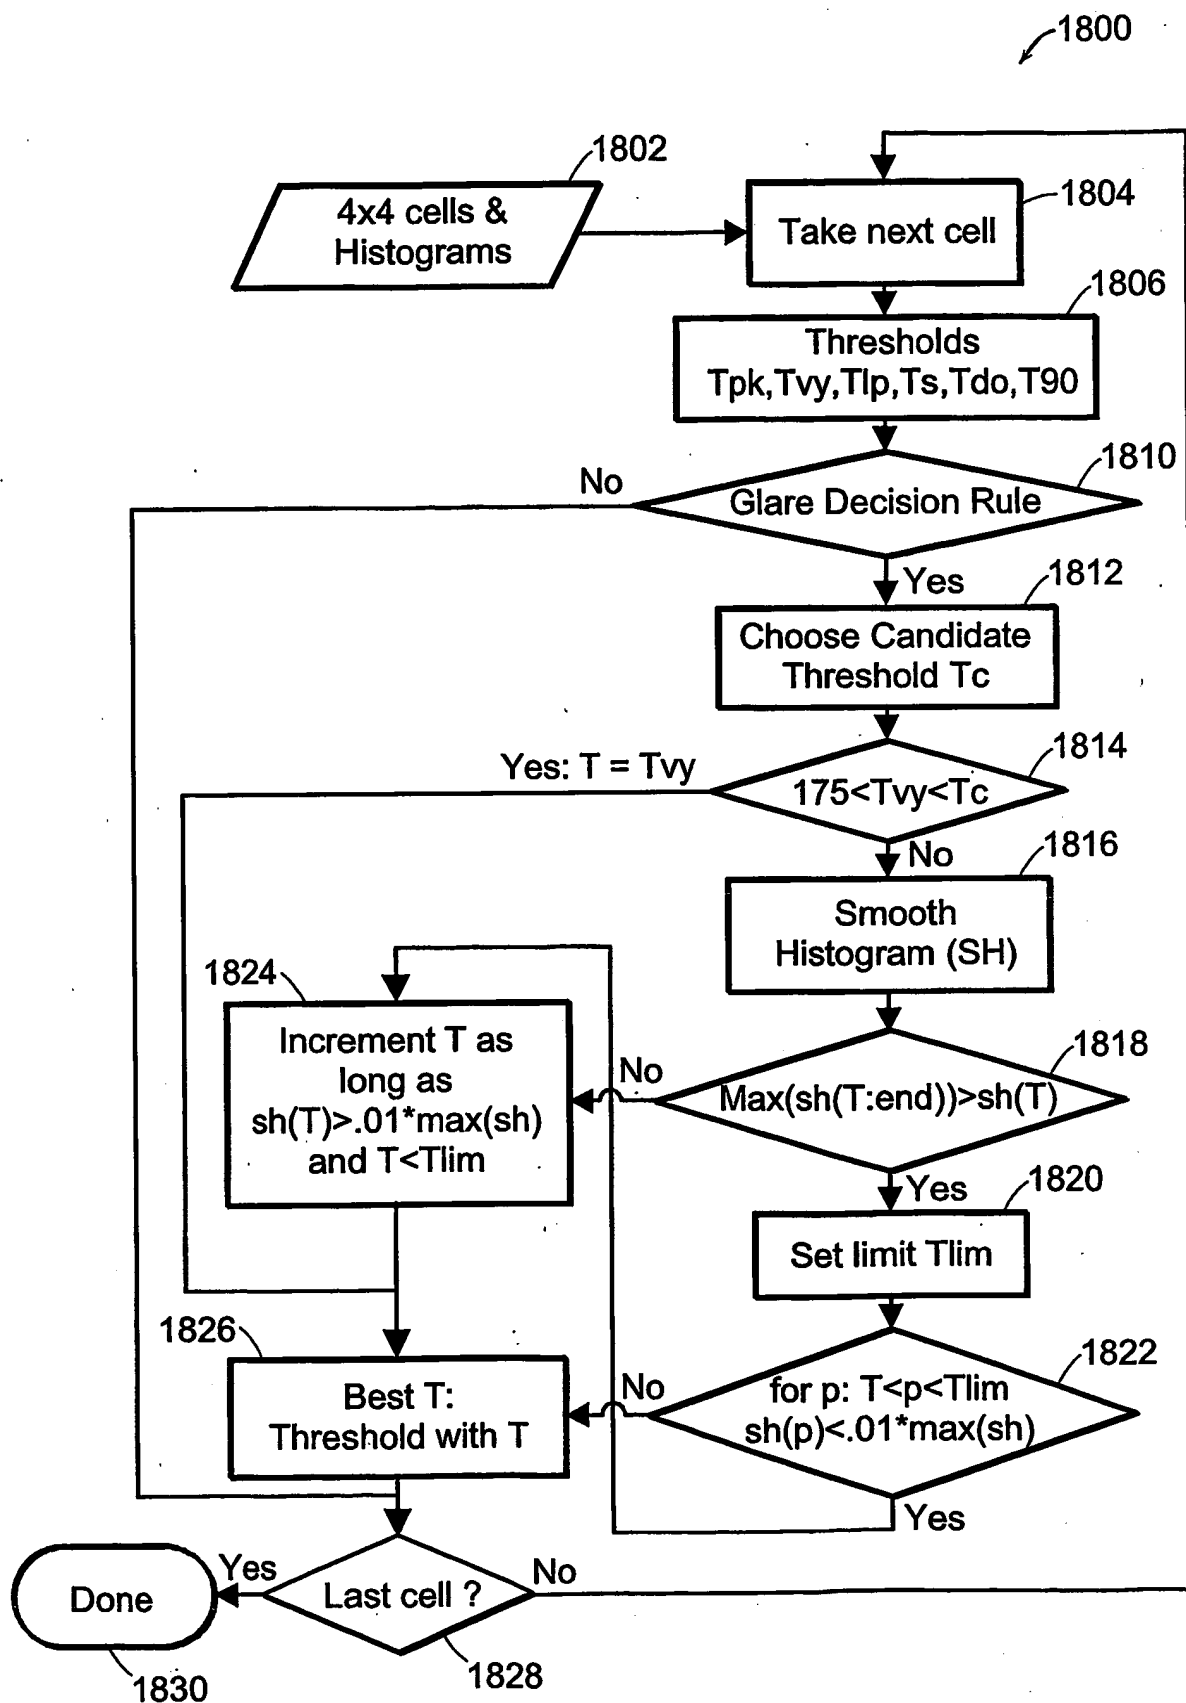 1800
1802
4x4 cells &
Histograms
1804
Take next cell
1806
Thresholds
Tpk,Tvy,Tlp,Ts,Tdo,T90
1810
No
Glare Decision Rule
Yes
1812
Choose Candidate
Threshold Tc
1814
Yes: T = Tvy
175<Tvy<Tc
No
1816
Smooth
Histogram (SH)
1824
Increment T as
long as
sh(T)>.01*max(sh)
and T<Tlim
1818
No
Max(sh(T:end))>sh(T)
Yes
1820
Set limit Tlim
1826
Best T:
Threshold with T
1822
No
for p: T<p<Tlim
sh(p)<.01*max(sh)
Yes
Yes
Done
Last cell ?
No
1828
1830